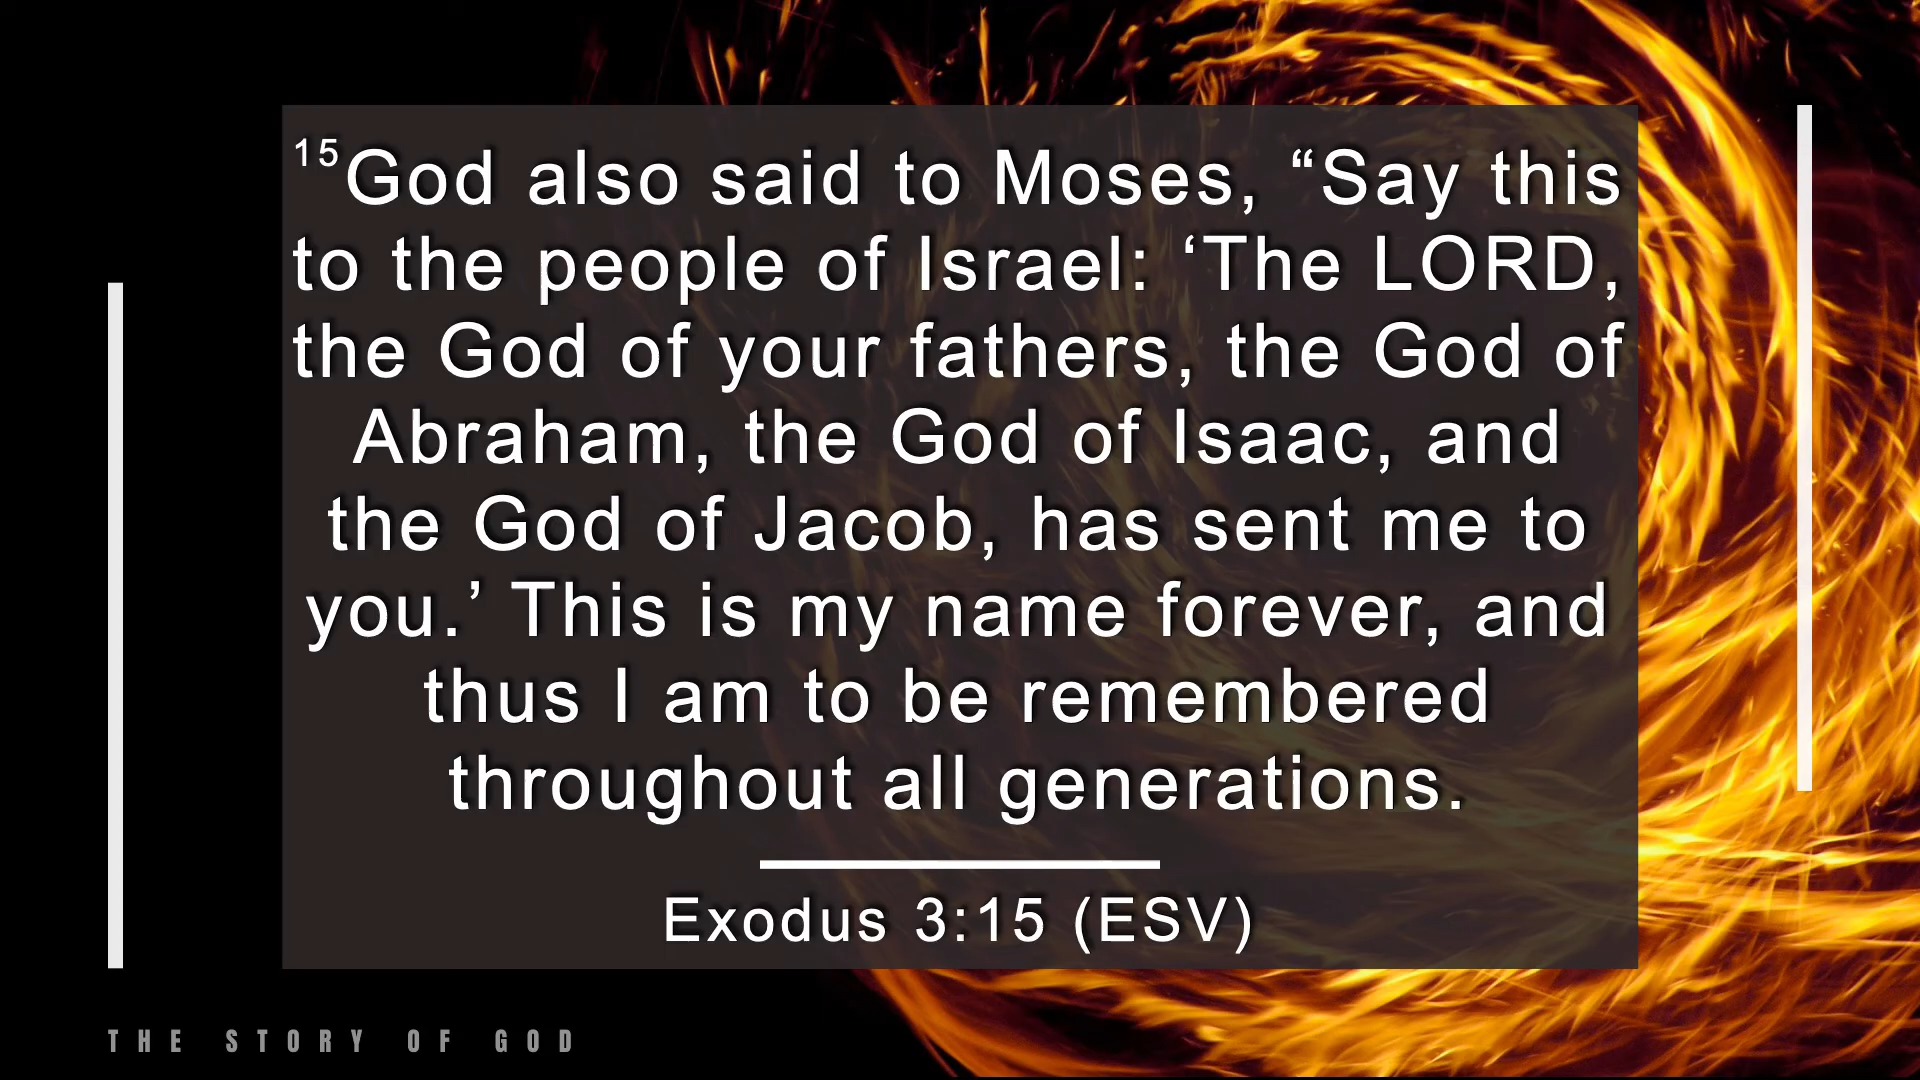 15God also said to Moses, “Say this
to the people of Israel: ‘The LORD,
the God of your fathers, the God of
Abraham, the God of Isaac, and
the God of Jacob, has sent me to
you.’ This is my name forever, and
thus I am to be remembered
throughout all generations.
Exodus 3:15 (ESV)
THE STORY OF GOD